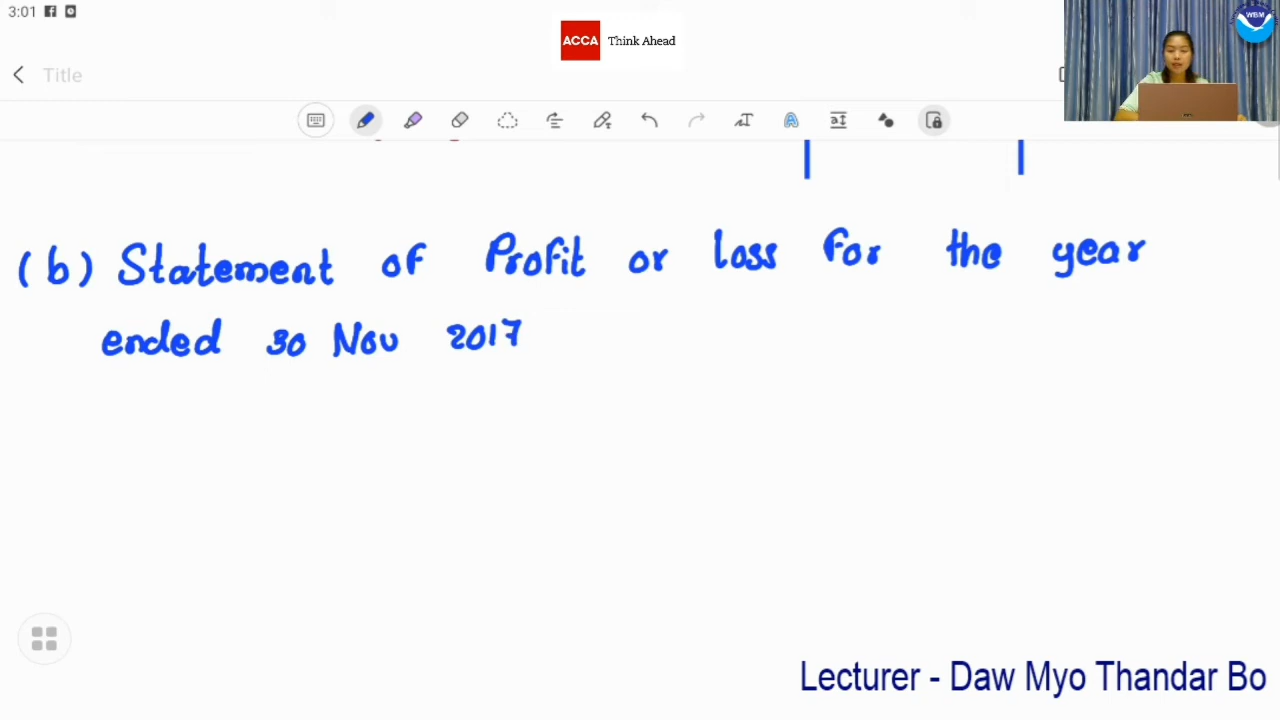 3:01
ACCA Think Ahead
WBM
Title
(b) Statement of Profit or loss for the year
ended 30 Nov 2017
Lecturer - Daw Myo Thandar Bo